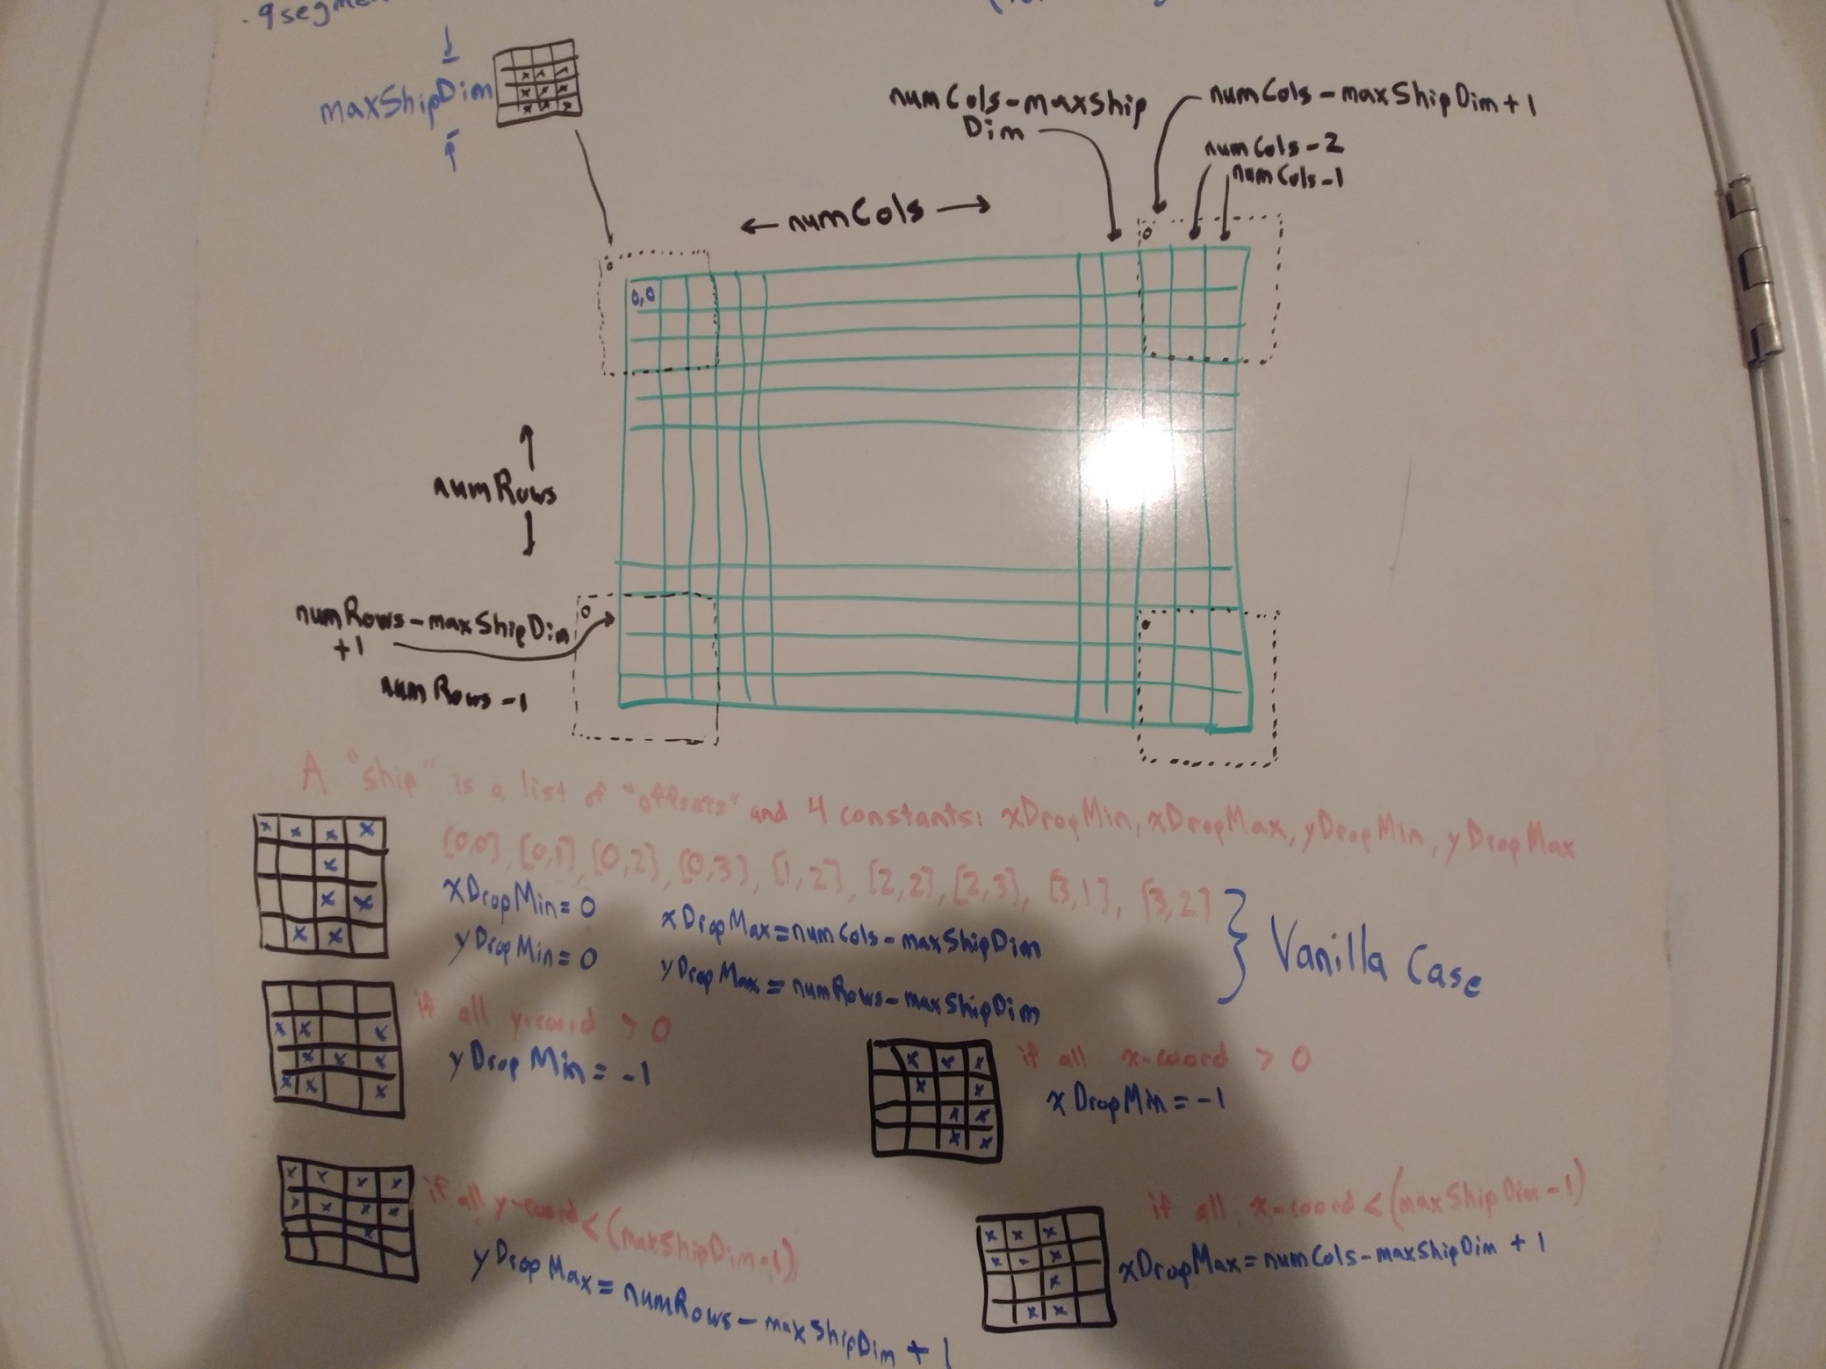 maxShipDim
numCols-maxShip
Dim
numCols-maxShipDim+1
numCols-2
numCols-1
← numCols →
0,0
numRows
numRows-maxShipDim
+1
numRows-1
A "ship" is a list of "offsets" and 4 constants: xDropMin, xDropMax, yDropMin, yDropMax
[0,0], [0,1], [0,2], [0,3], [1,2], [2,2], [2,3], [3,1], [3,2]
xDropMin=0
xDropMax=numCols-maxShipDim
yDropMin=0
yDropMax=numRows-maxShipDim
Vanilla Case
if all y-coord > 0
yDropMin=-1
if all x-coord > 0
xDropMin=-1
if all y-coord < (maxShipDim-1)
yDropMax=numRows-maxShipDim+1
if all x-coord < (maxShipDim-1)
xDropMax=numCols-maxShipDim+1